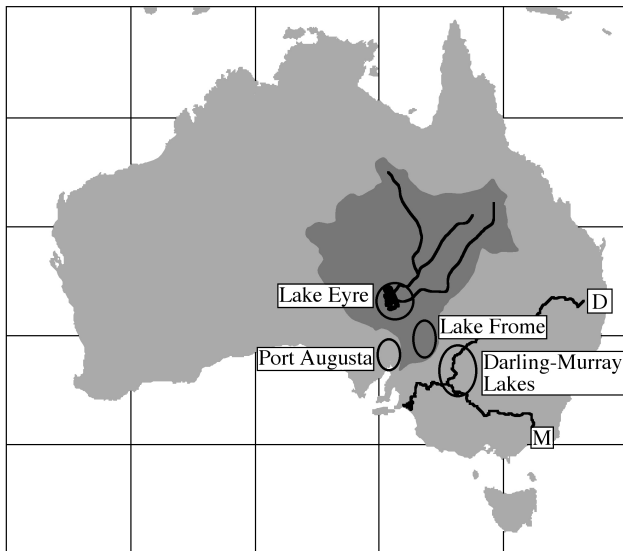 Lake Eyre
D
Lake Frome
Port Augusta
Darling-Murray
Lakes
M